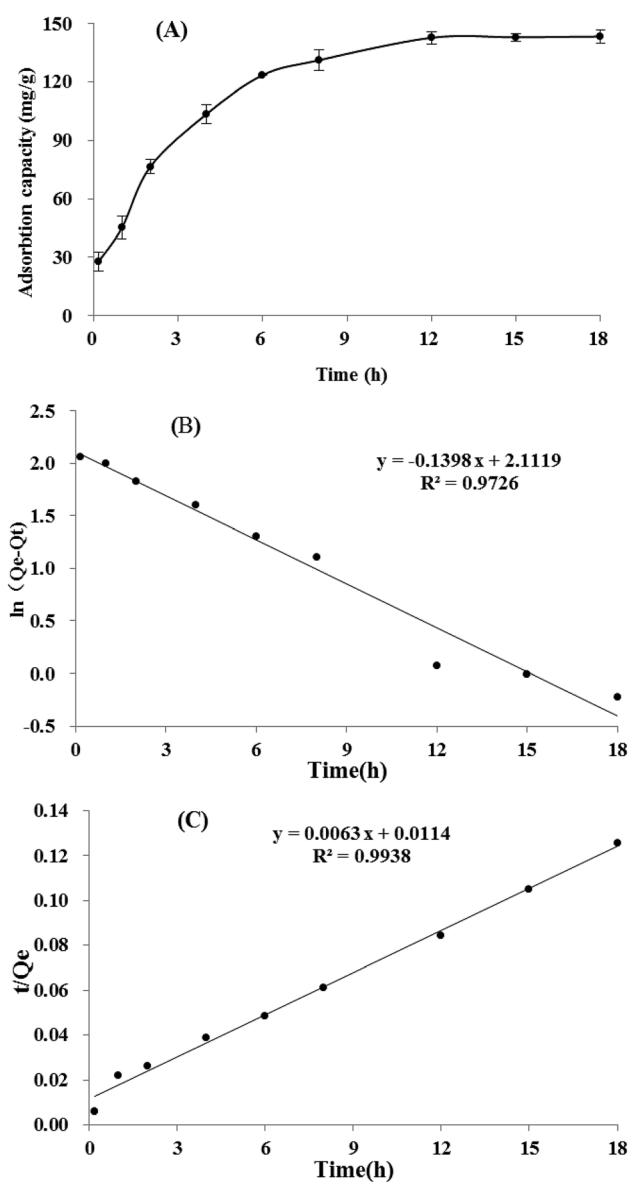 (A)
Adsorbtion capacity (mg/g)
150
120
90
60
30
0
0 3 6 9 12 15 18
Time (h)
(B)
y = -0.1398 x + 2.1119
R² = 0.9726
ln（Qe-Qt)
2.5
2.0
1.5
1.0
0.5
0.0
-0.5
0 3 6 9 12 15 18
Time(h)
(C)
y = 0.0063 x + 0.0114
R² = 0.9938
t/Qe
0.14
0.12
0.10
0.08
0.06
0.04
0.02
0.00
0 3 6 9 12 15 18
Time(h)